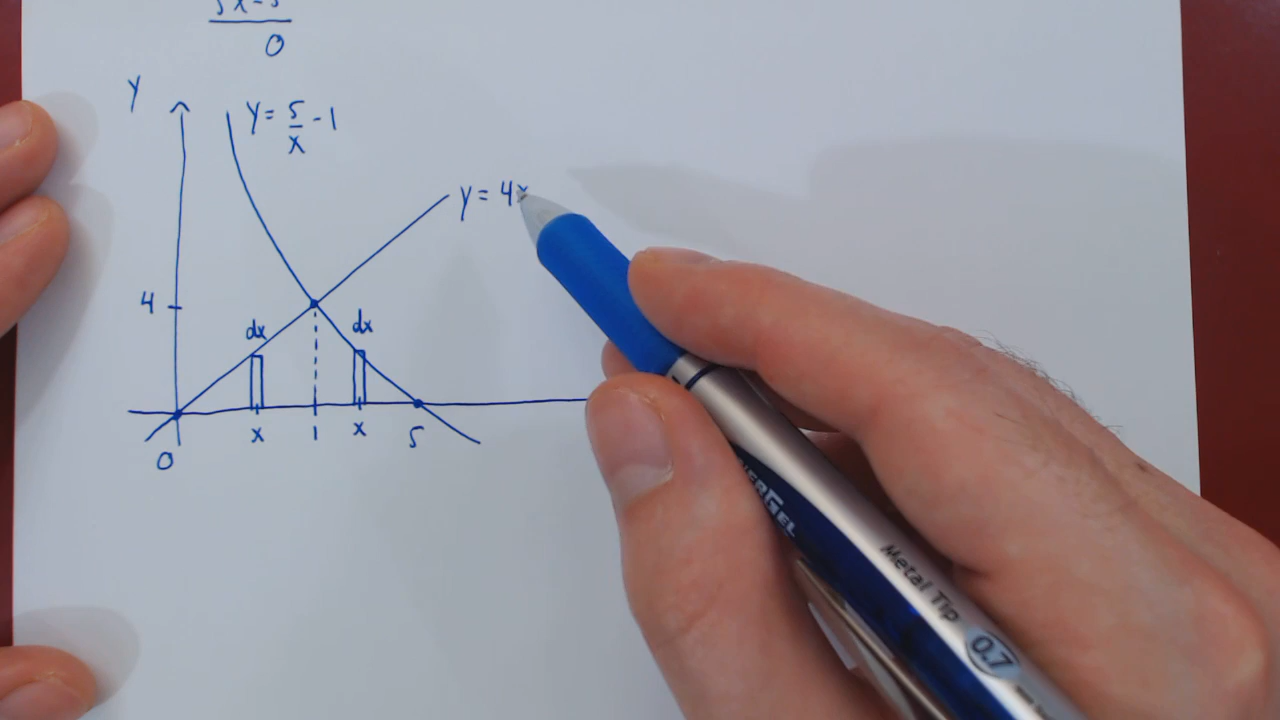 0
y
y = 5/x - 1
y = 4x
4
dx dx
x 1 x 5
0
Metal Tip
0.7